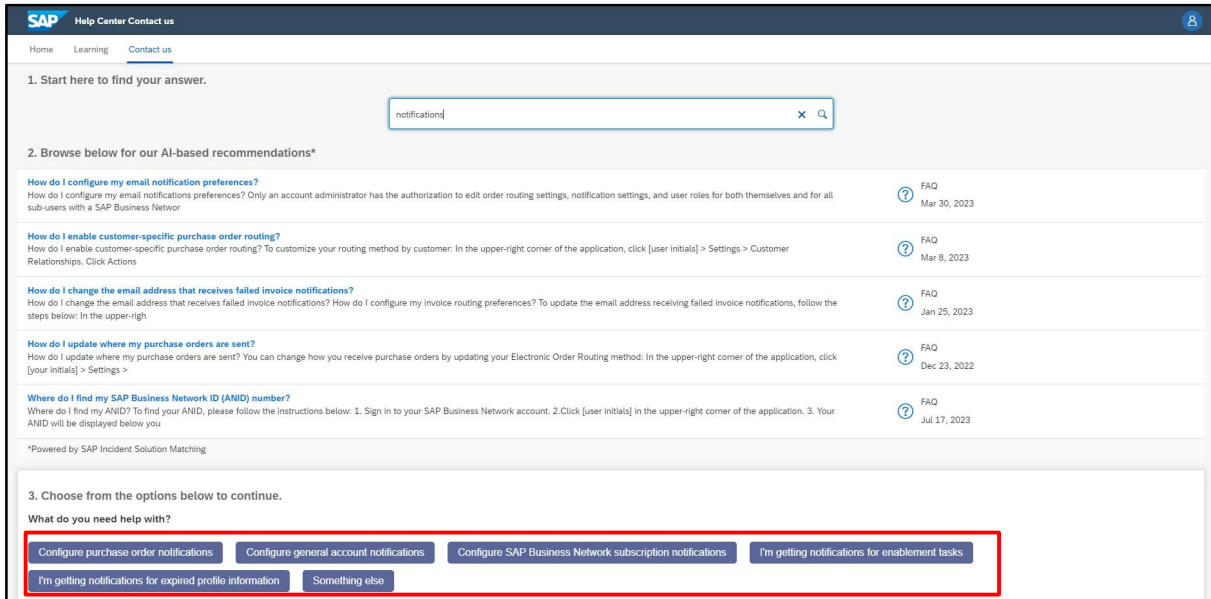 SAP Help Center Contact us
Home Learning Contact us
1. Start here to find your answer.
notifications
2. Browse below for our AI-based recommendations*
How do I configure my email notification preferences?
How do I configure my email notifications preferences? Only an account administrator has the authorization to edit order routing settings, notification settings, and user roles for both themselves and for all
sub-users with a SAP Business Networ
FAQ
Mar 30, 2023
How do I enable customer-specific purchase order routing?
How do I enable customer-specific purchase order routing? To customize your routing method by customer: In the upper-right corner of the application, click [user initials] > Settings > Customer
Relationships. Click Actions
FAQ
Mar 8, 2023
How do I change the email address that receives failed invoice notifications?
How do I change the email address that receives failed invoice notifications? How do I configure my invoice routing preferences? To update the email address receiving failed invoice notifications, follow the
steps below: In the upper-righ
FAQ
Jan 25, 2023
How do I update where my purchase orders are sent?
How do I update where my purchase orders are sent? You can change how you receive purchase orders by updating your Electronic Order Routing method: In the upper-right corner of the application, click
[your initials] > Settings >
FAQ
Dec 23, 2022
Where do I find my SAP Business Network ID (ANID) number?
Where do I find my ANID? To find your ANID, please follow the instructions below: 1. Sign in to your SAP Business Network account. 2.Click [user initials] in the upper-right corner of the application. 3. Your
ANID will be displayed below you
FAQ
Jul 17, 2023
*Powered by SAP Incident Solution Matching
3. Choose from the options below to continue.
What do you need help with?
Configure purchase order notifications Configure general account notifications Configure SAP Business Network subscription notifications I'm getting notifications for enablement tasks
I'm getting notifications for expired profile information Something else